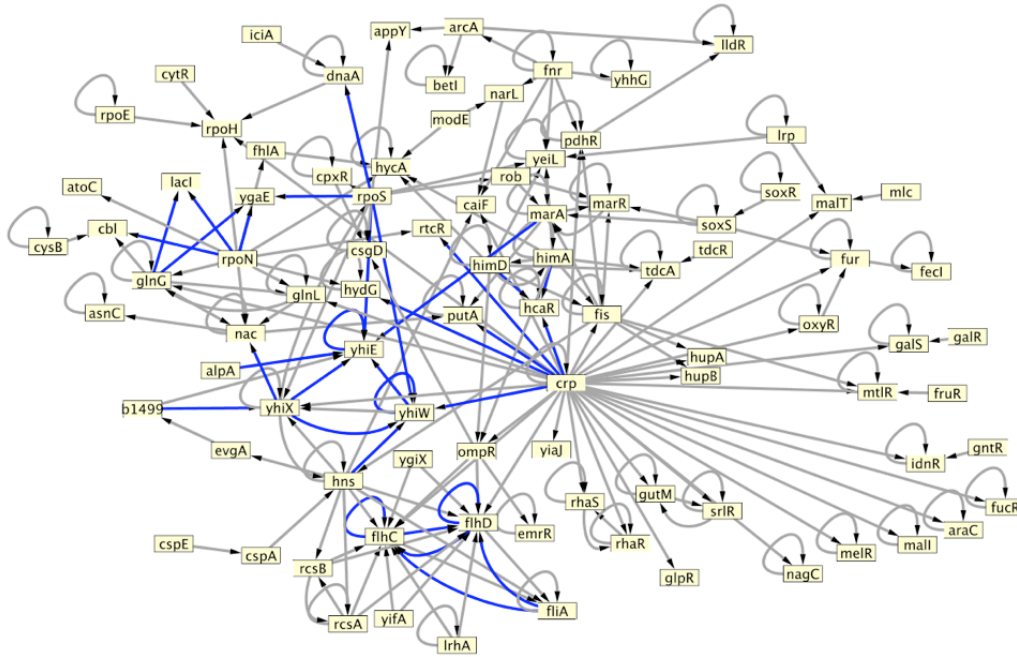 iciA
appY
arcA
lldR
cytR
dnaA
betI
fnr
yhhG
narL
rpoE
rpoH
modE
lrp
fhlA
hycA
pdhR
yeiL
atoC
lacI
ygaE
cpxR
rpoS
rob
soxR
mlc
caiF
marA
marR
malT
soxS
cysB
cbl
rtcR
csgD
rpoN
himD
himA
tdcR
tdcA
fur
fecI
glnG
glnL
hydG
asnC
nac
putA
hcaR
fis
oxyR
galS
galR
yhiE
hupA
hupB
alpA
crp
mtlR
fruR
b1499
yhiX
yhiW
evgA
ygiX
ompR
yiaJ
gntR
idnR
hns
rhaS
gutM
srlR
fucR
flhC
flhD
emrR
araC
cspE
cspA
rcsB
rhaR
malI
melR
glpR
nagC
fliA
rcsA
yifA
lrhA